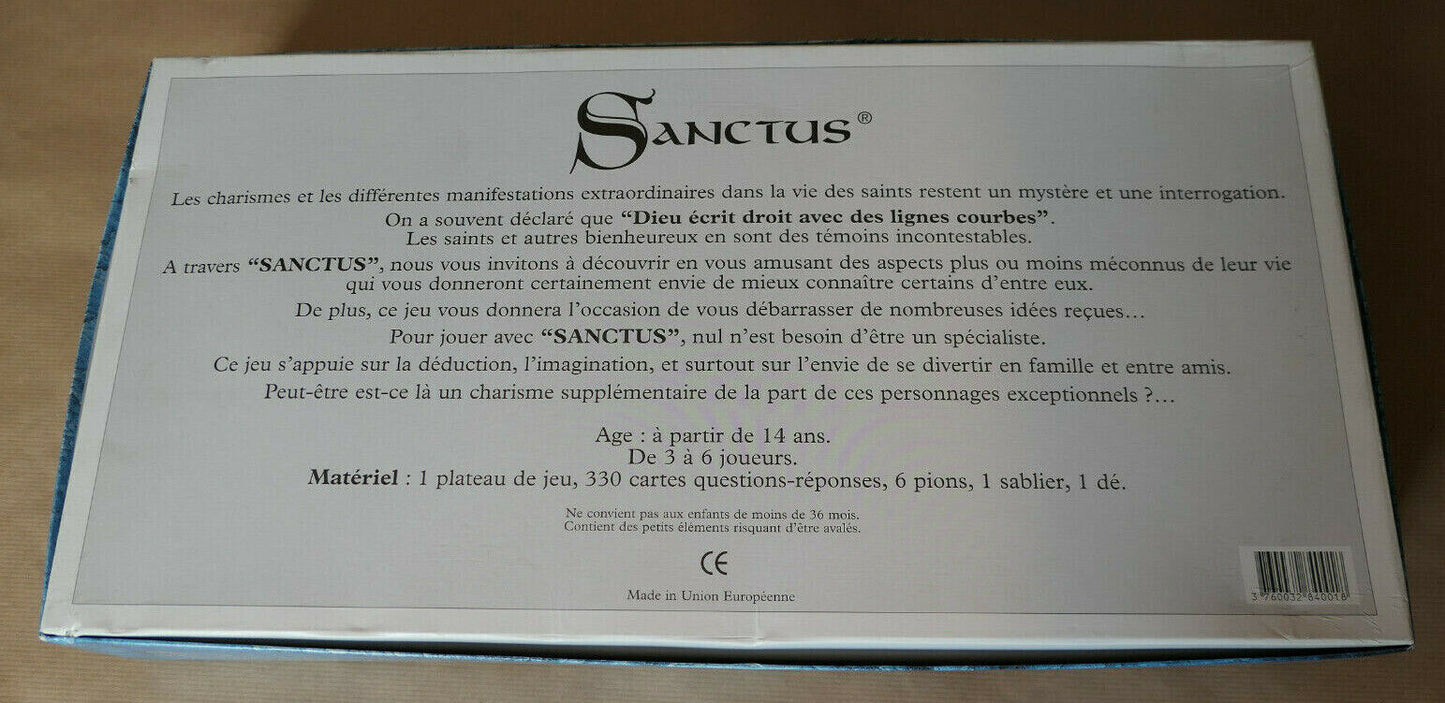 SANCTUS®
Les charismes et les différentes manifestations extraordinaires dans la vie des saints restent un mystère et une interrogation.
On a souvent déclaré que “Dieu écrit droit avec des lignes courbes”.
Les saints et autres bienheureux en sont des témoins incontestables.
A travers “SANCTUS”, nous vous invitons à découvrir en vous amusant des aspects plus ou moins méconnus de leur vie
qui vous donneront certainement envie de mieux connaître certains d’entre eux.
De plus, ce jeu vous donnera l’occasion de vous débarrasser de nombreuses idées reçues...
Pour jouer avec “SANCTUS”, nul n’est besoin d’être un spécialiste.
Ce jeu s’appuie sur la déduction, l’imagination, et surtout sur l’envie de se divertir en famille et entre amis.
Peut-être est-ce là un charisme supplémentaire de la part de ces personnages exceptionnels ?...
Age : à partir de 14 ans.
De 3 à 6 joueurs.
Matériel : 1 plateau de jeu, 330 cartes questions-réponses, 6 pions, 1 sablier, 1 dé.
Ne convient pas aux enfants de moins de 36 mois.
Contient des petits éléments risquant d’être avalés.
CE
Made in Union Européenne
3 760032 840018